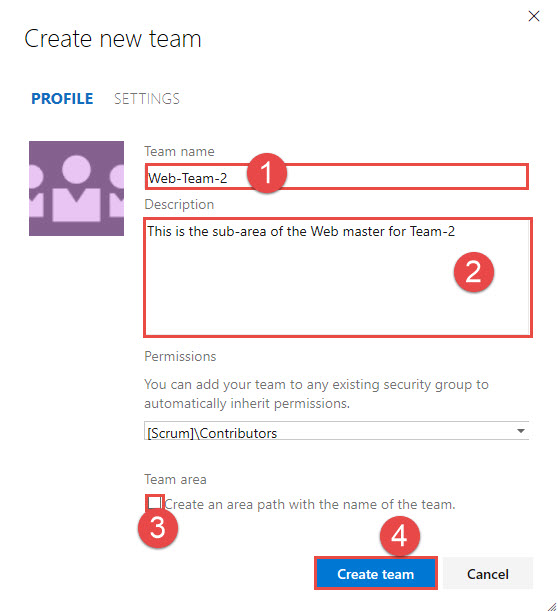 Create new team
PROFILE SETTINGS
Team name
Web-Team-2
1
Description
This is the sub-area of the Web master for Team-2
2
Permissions
You can add your team to any existing security group to
automatically inherit permissions.
[Scrum]\Contributors
Team area
Create an area path with the name of the team.
3
4
Create team Cancel